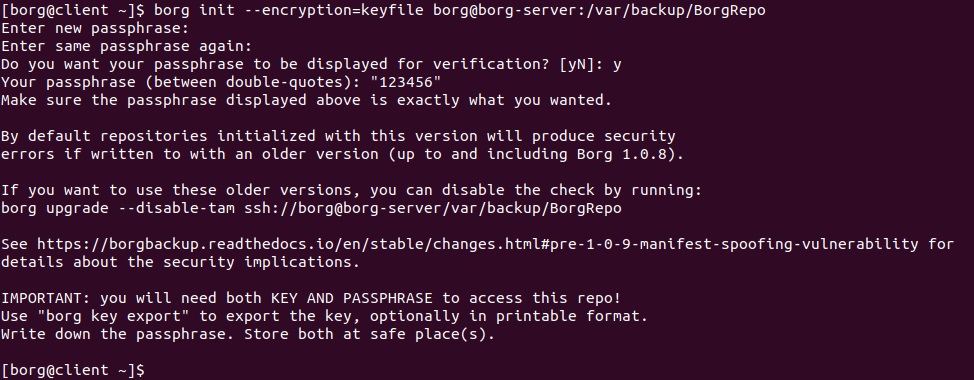 [borg@client ~]$ borg init --encryption=keyfile borg@borg-server:/var/backup/BorgRepo
Enter new passphrase:
Enter same passphrase again:
Do you want your passphrase to be displayed for verification? [yN]: y
Your passphrase (between double-quotes): "123456"
Make sure the passphrase displayed above is exactly what you wanted.
By default repositories initialized with this version will produce security
errors if written to with an older version (up to and including Borg 1.0.8).
If you want to use these older versions, you can disable the check by running:
borg upgrade --disable-tam ssh://borg@borg-server/var/backup/BorgRepo
See https://borgbackup.readthedocs.io/en/stable/changes.html#pre-1-0-9-manifest-spoofing-vulnerability for
details about the security implications.
IMPORTANT: you will need both KEY AND PASSPHRASE to access this repo!
Use "borg key export" to export the key, optionally in printable format.
Write down the passphrase. Store both at safe place(s).
[borg@client ~]$